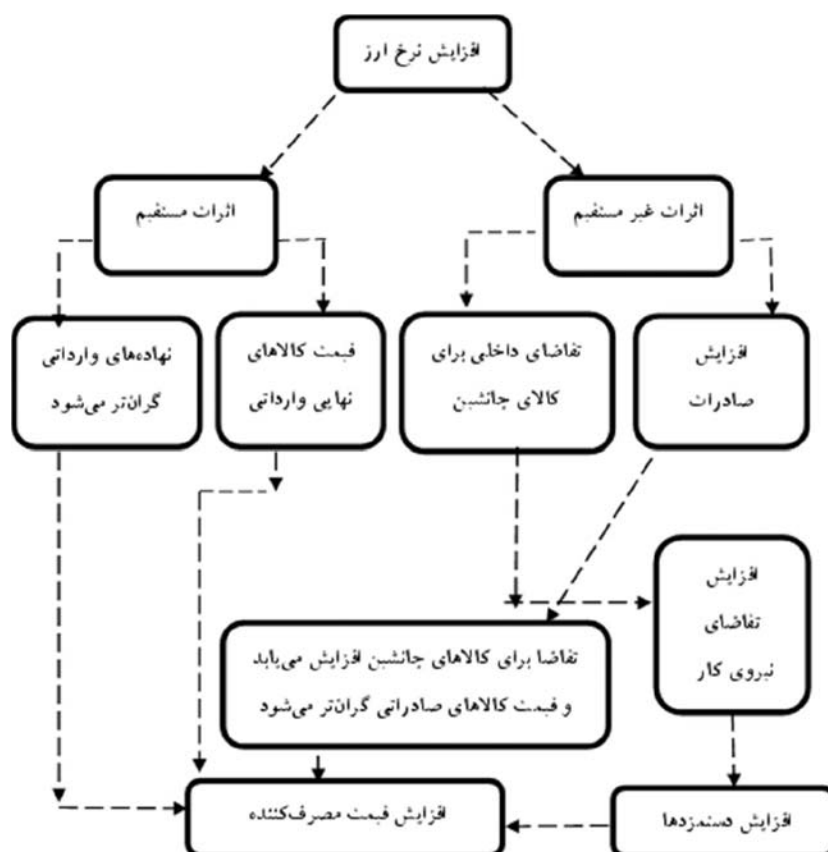 افزایش نرخ ارز
اثرات غیر مستقیم
اثرات مستقیم
افزایش
صادرات
تقاضای داخلی برای
کالای جانشین
قیمت کالاهای
نهایی وارداتی
نهاده‌های وارداتی
گران‌تر می‌شود
افزایش
تقاضای
نیروی کار
تقاضا برای کالاهای جانشین افزایش می‌یابد
و قیمت کالاهای صادراتی گران‌تر می‌شود
افزایش دستمزدها
افزایش قیمت مصرف‌کننده